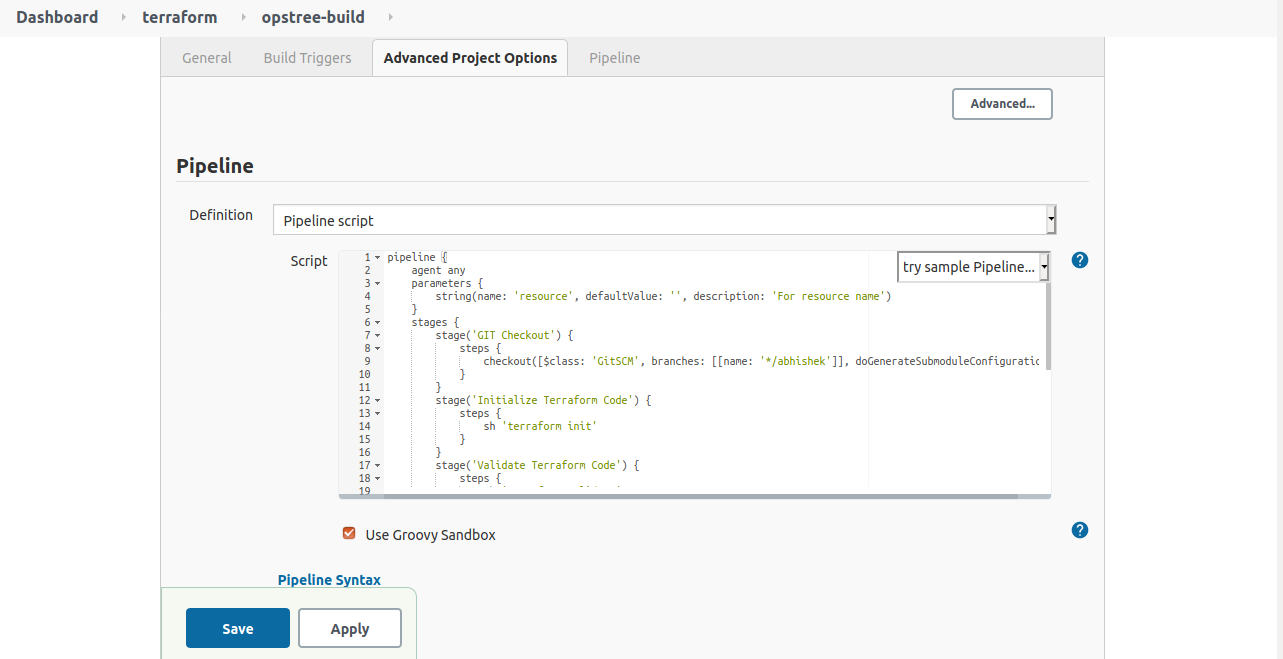 Dashboard terraform opstree-build
General Build Triggers Advanced Project Options Pipeline
Advanced...
Pipeline
Definition Pipeline script
Script
try sample Pipeline...
1 pipeline {
2 agent any
3 parameters {
4 string(name: 'resource', defaultValue: '', description: 'For resource name')
5 }
6 stages {
7 stage('GIT Checkout') {
8 steps {
9 checkout([$class: 'GitSCM', branches: [[name: '*/abhishek']], doGenerateSubmoduleConfiguratio
10 }
11 }
12 stage('Initialize Terraform Code') {
13 steps {
14 sh 'terraform init'
15 }
16 }
17 stage('Validate Terraform Code') {
18 steps {
19
Use Groovy Sandbox
Pipeline Syntax
Save Apply